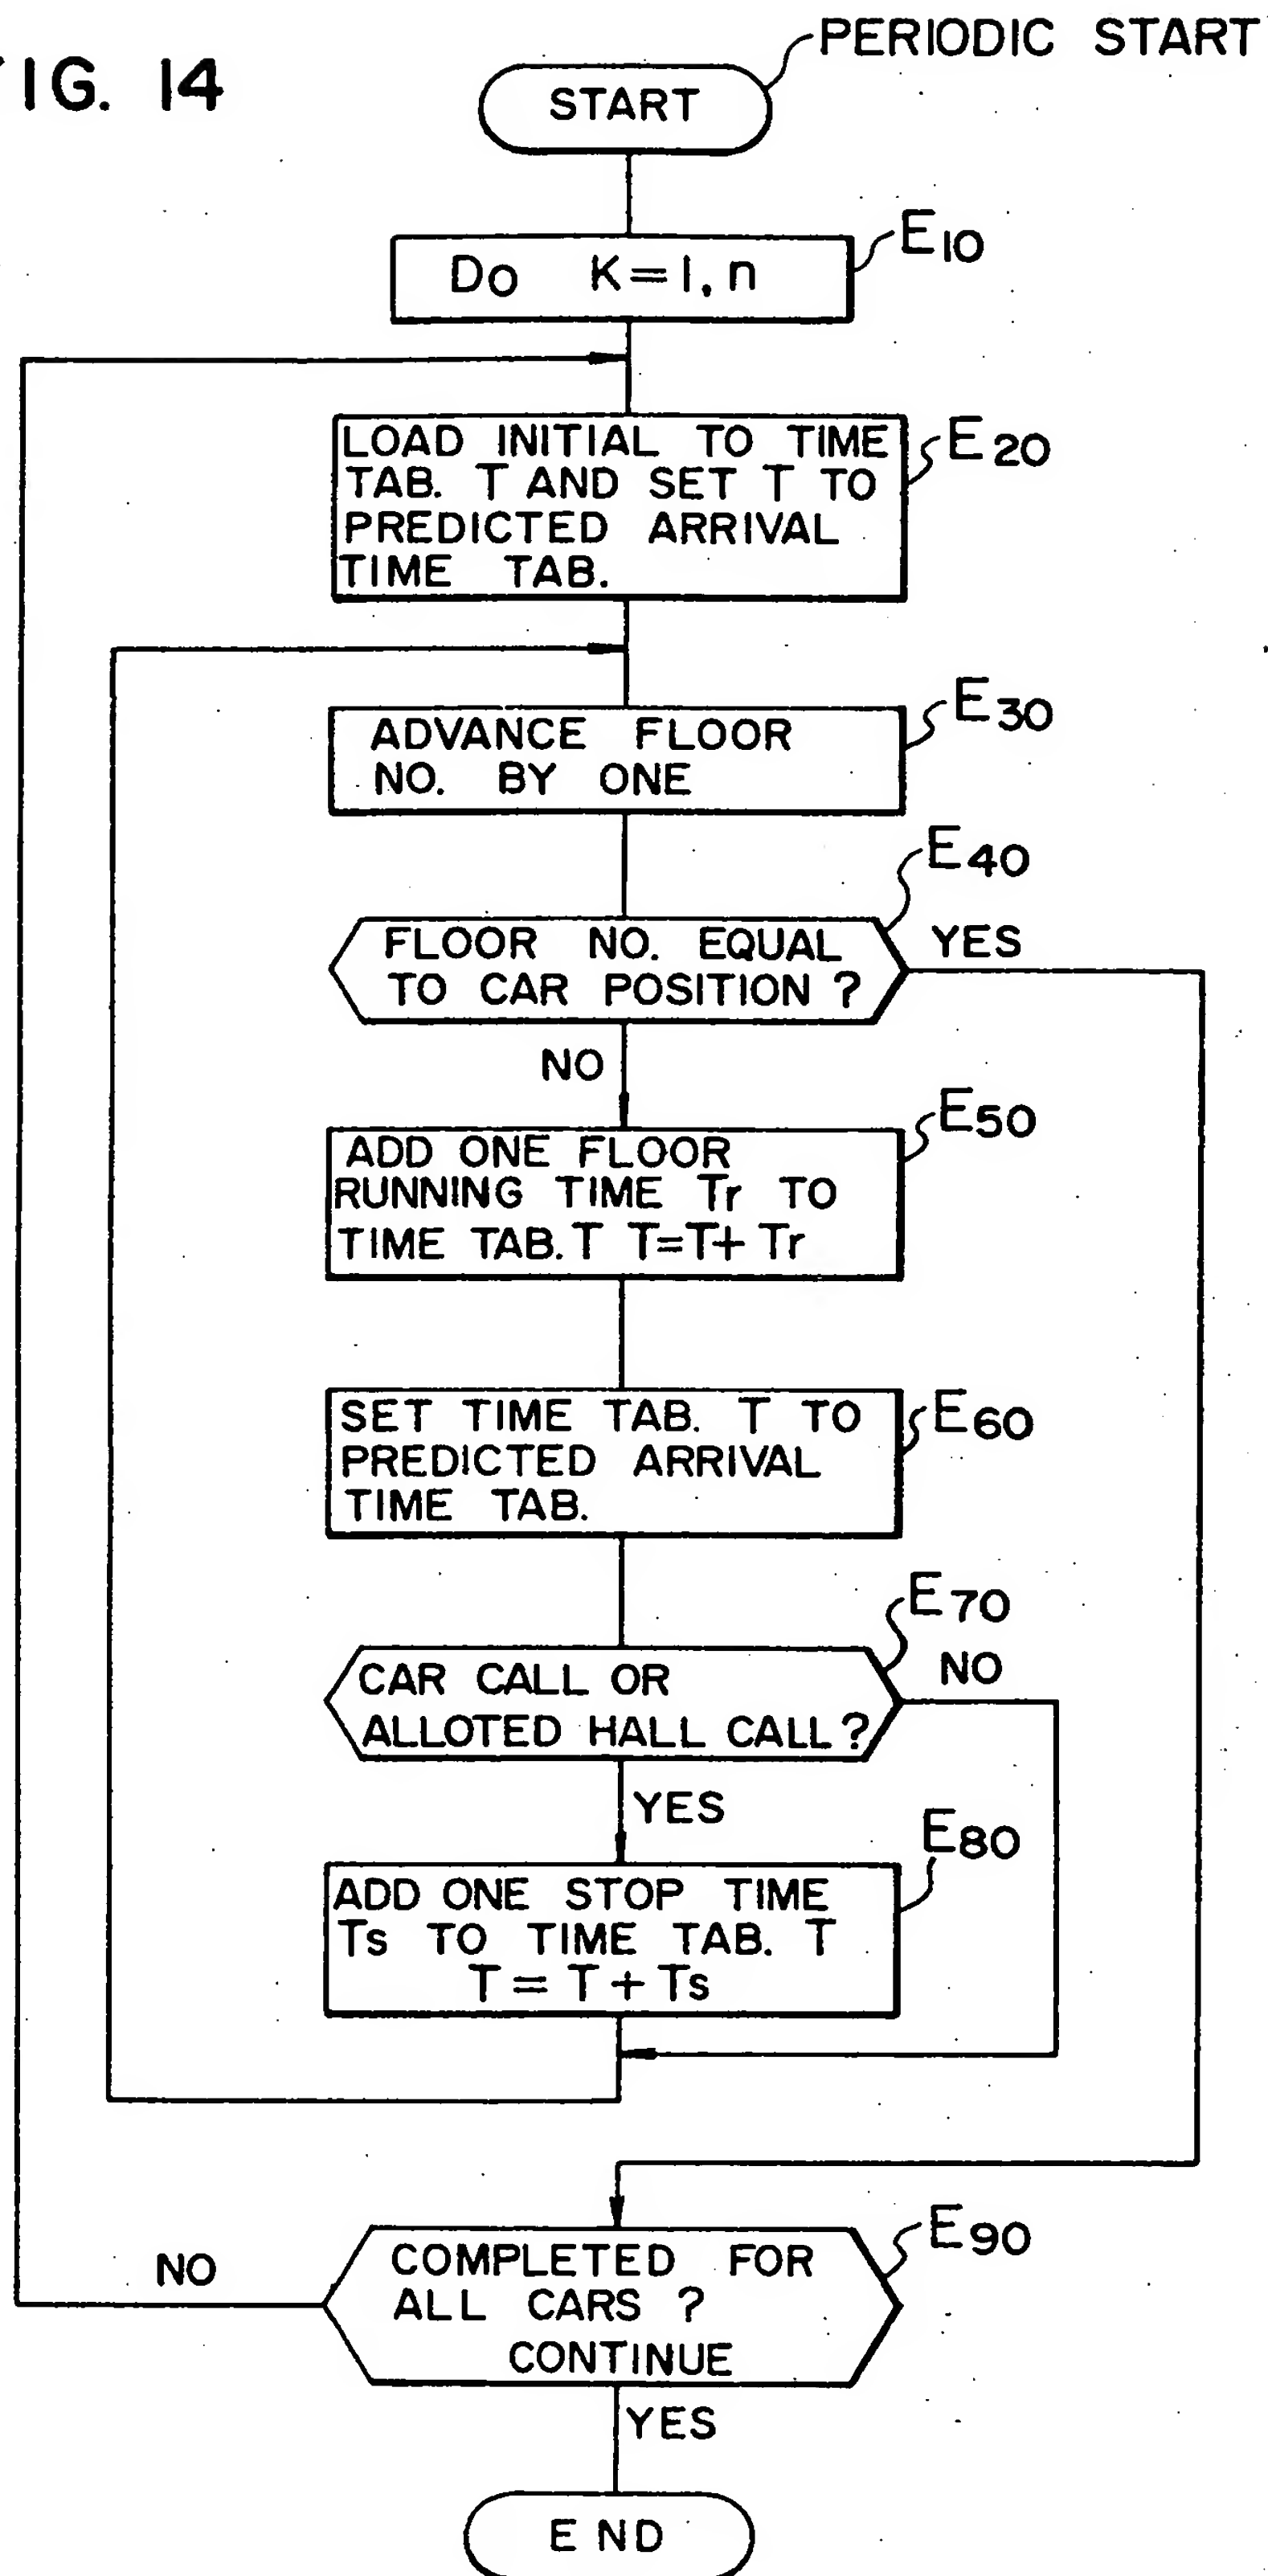 FIG. 14
PERIODIC START
START
E10
Do K=1, n
E20
LOAD INITIAL TO TIME
TAB. T AND SET T TO
PREDICTED ARRIVAL
TIME TAB.
E30
ADVANCE FLOOR
NO. BY ONE
E40
FLOOR NO. EQUAL
TO CAR POSITION ?
YES
NO
E50
ADD ONE FLOOR
RUNNING TIME Tr TO
TIME TAB. T T=T+ Tr
E60
SET TIME TAB. T TO
PREDICTED ARRIVAL
TIME TAB.
E70
CAR CALL OR
ALLOTED HALL CALL ?
NO
YES
E80
ADD ONE STOP TIME
Ts TO TIME TAB. T
T = T + Ts
E90
COMPLETED FOR
ALL CARS ?
CONTINUE
NO
YES
END